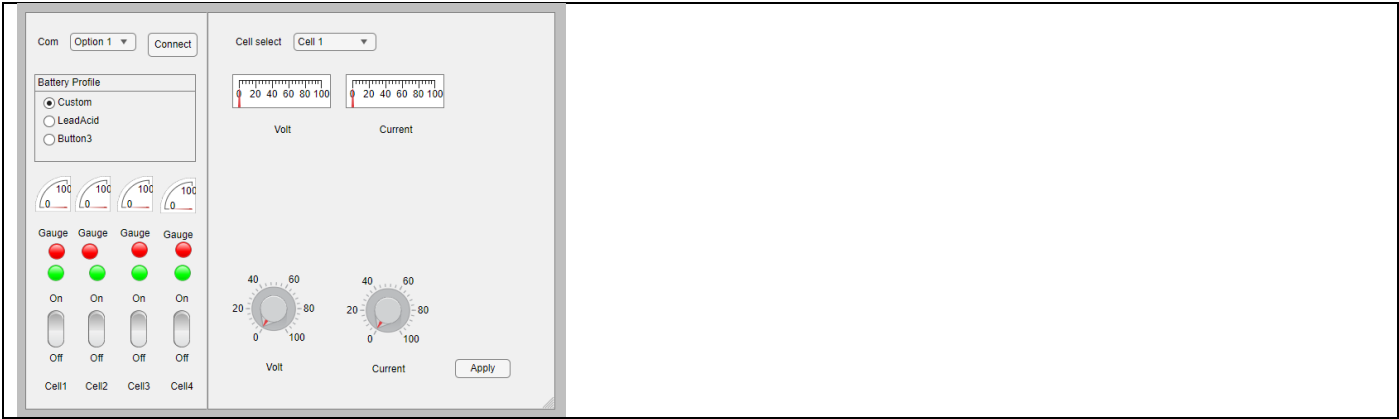 Com Option 1 Connect
Battery Profile
Custom
LeadAcid
Button3
100 100 100 100
0 0 0 0
Gauge Gauge Gauge Gauge
On On On On
Off Off Off Off
Cell1 Cell2 Cell3 Cell4
Cell select Cell 1
0 20 40 60 80 100 0 20 40 60 80 100
Volt Current
40 60 40 60
20 80 20 80
0 100 0 100
Volt Current Apply